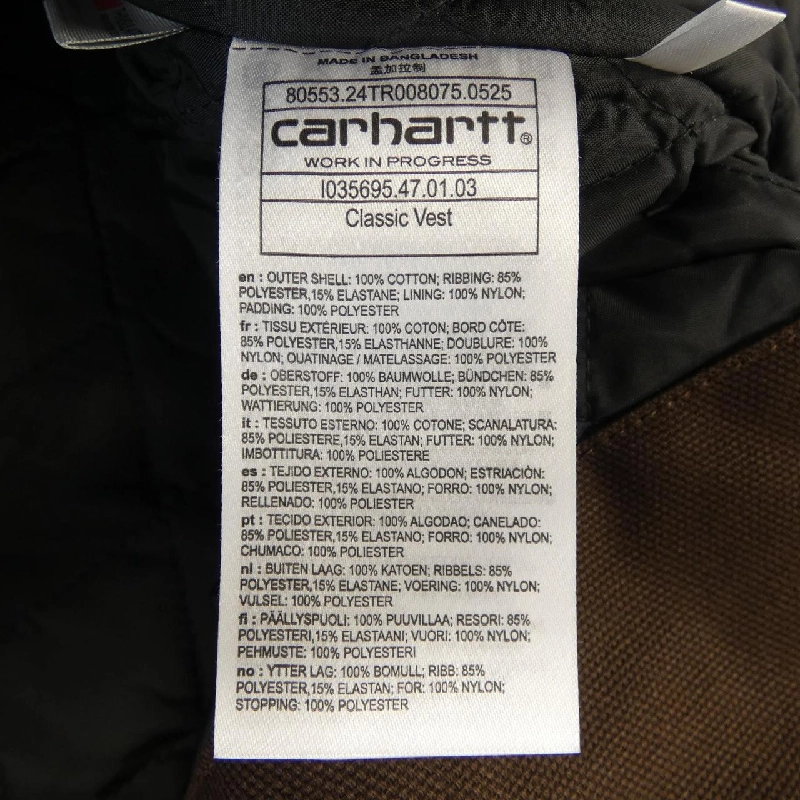 MADE IN BANGLADESH
孟加拉制
80553.24TR008075.0525
carhartt®
WORK IN PROGRESS
I035695.47.01.03
Classic Vest
en : OUTER SHELL: 100% COTTON; RIBBING: 85%
POLYESTER,15% ELASTANE; LINING: 100% NYLON;
PADDING: 100% POLYESTER
fr : TISSU EXTÉRIEUR: 100% COTON; BORD CÔTE:
85% POLYESTER,15% ELASTHANNE; DOUBLURE: 100%
NYLON; OUATINAGE / MATELASSAGE: 100% POLYESTER
de : OBERSTOFF: 100% BAUMWOLLE; BÜNDCHEN: 85%
POLYESTER,15% ELASTHAN; FUTTER: 100% NYLON;
WATTIERUNG: 100% POLYESTER
it : TESSUTO ESTERNO: 100% COTONE; SCANALATURA:
85% POLIESTERE,15% ELASTAN; FUTTER: 100% NYLON;
IMBOTTITURA: 100% POLIESTERE
es : TEJIDO EXTERNO: 100% ALGODON; ESTRIACIÓN:
85% POLIESTER,15% ELASTANO; FORRO: 100% NYLON;
RELLENADO: 100% POLIESTER
pt : TECIDO EXTERIOR: 100% ALGODAO; CANELADO:
85% POLIESTER,15% ELASTANO; FORRO: 100% NYLON;
CHUMACO: 100% POLIESTER
nl : BUITEN LAAG: 100% KATOEN; RIBBELS: 85%
POLYESTER,15% ELASTANE; VOERING: 100% NYLON;
VULSEL: 100% POLYESTER
fi : PÄÄLLYSPUOLI: 100% PUUVILLAA; RESORI: 85%
POLYESTERI,15% ELASTAANI; VUORI: 100% NYLON;
PEHMUSTE: 100% POLYESTERI
no : YTTER LAG: 100% BOMULL; RIBB: 85%
POLYESTER,15% ELASTAN; FOR: 100% NYLON;
STOPPING: 100% POLYESTER